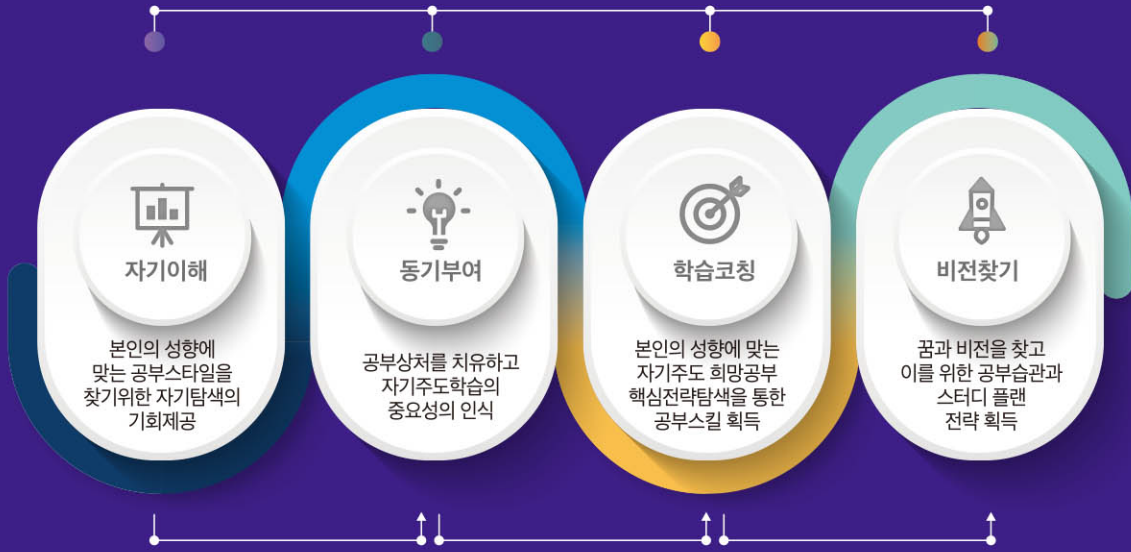 자기이해
본인의 성향에
맞는 공부스타일을
찾기위한 자기탐색의
기회제공
동기부여
공부상처를 치유하고
자기주도학습의
중요성의 인식
학습코칭
본인의 성향에 맞는
자기주도 희망공부
핵심전략탐색을 통한
공부스킬 획득
비전찾기
꿈과 비전을 찾고
이를 위한 공부습관과
스터디 플랜
전략 획득